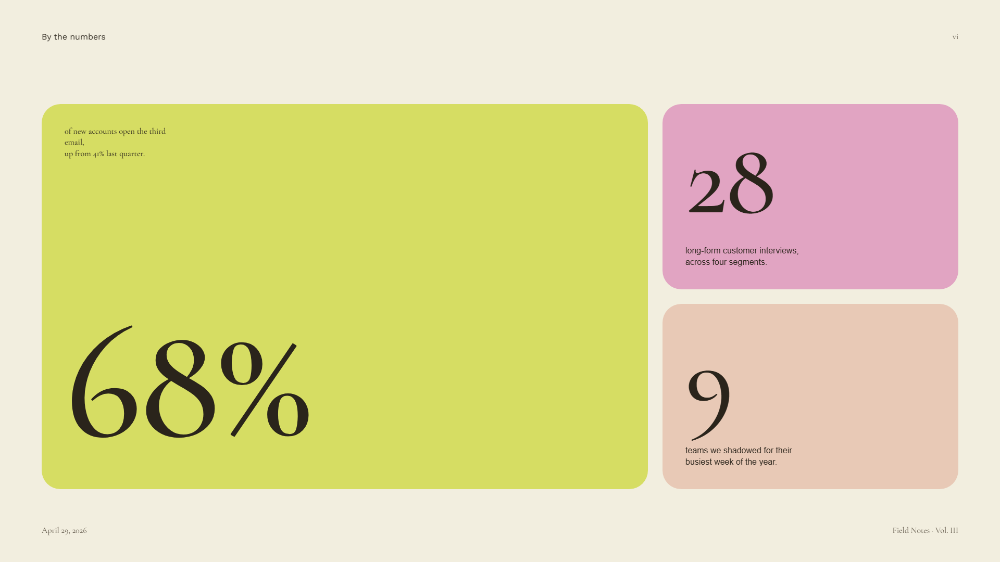 By the numbers
vi
of new accounts open the third
email,
up from 41% last quarter.
68%
28
long-form customer interviews,
across four segments.
9
teams we shadowed for their
busiest week of the year.
April 29, 2026
Field Notes · Vol. III